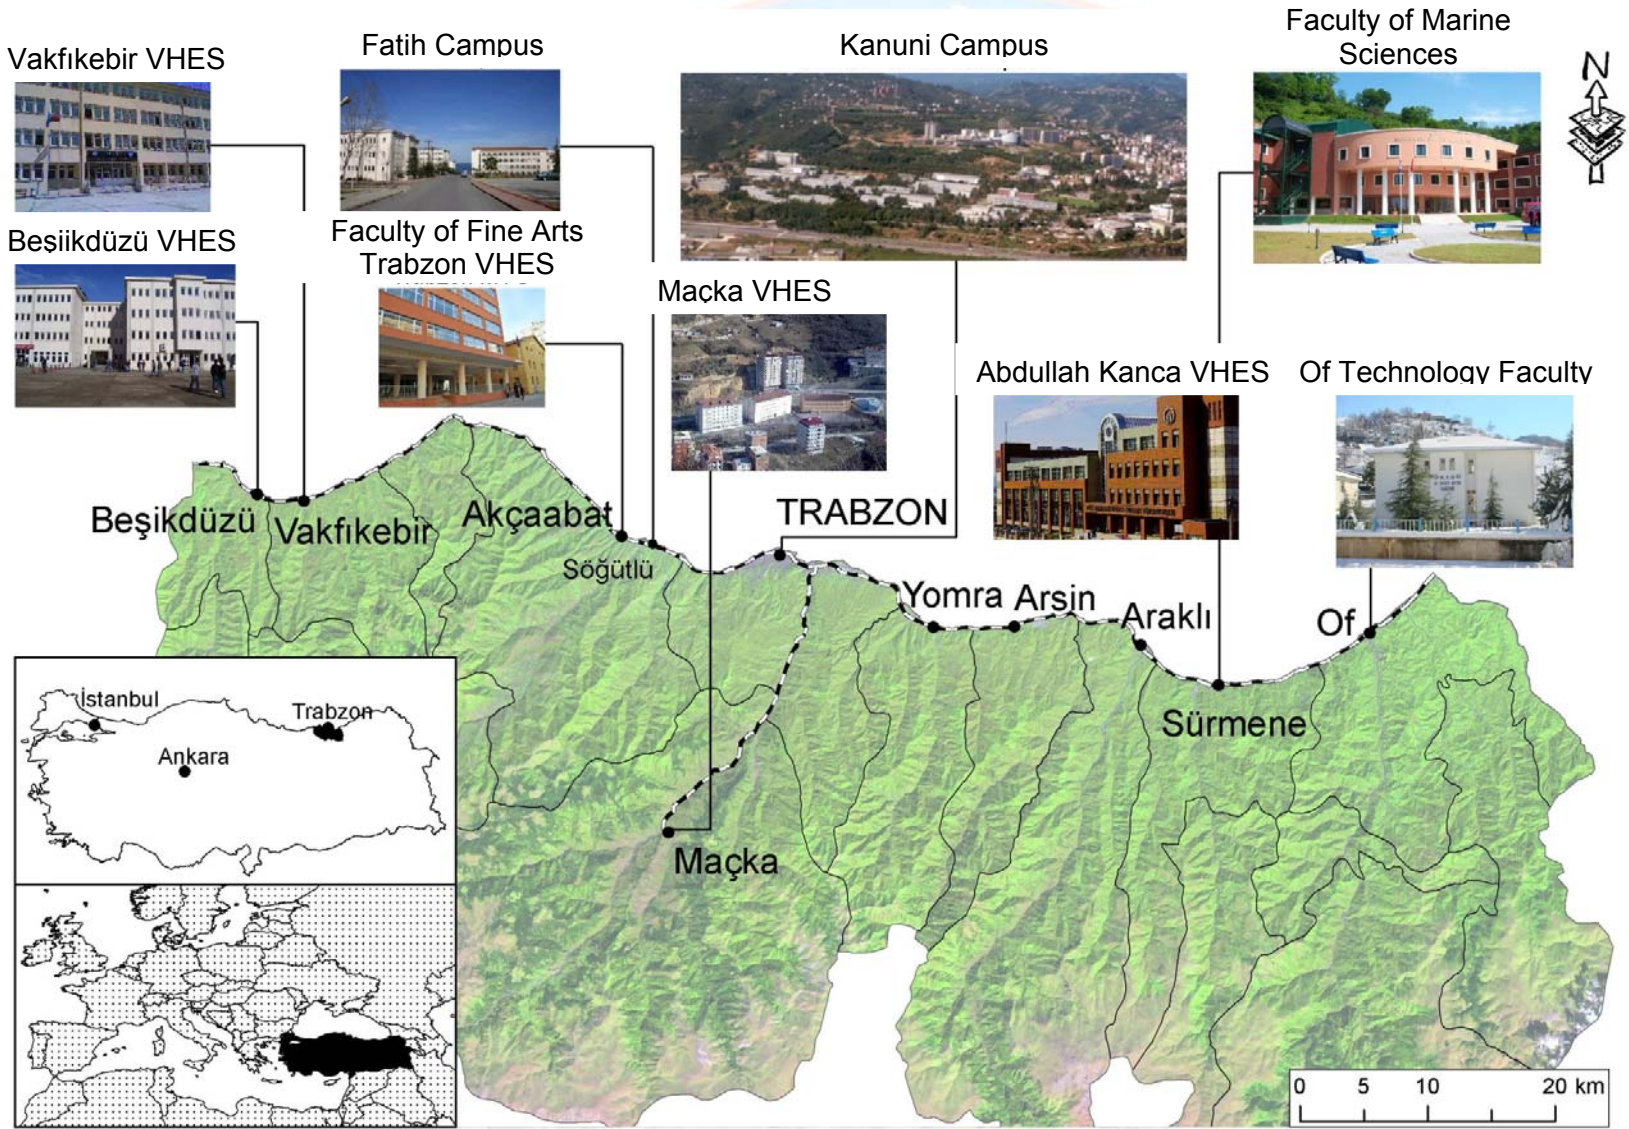 Vakfıkebir VHES
Fatih Campus
Kanuni Campus
Faculty of Marine
Sciences
N
Beşiikdüzü VHES
Faculty of Fine Arts
Trabzon VHES
Maçka VHES
Abdullah Kanca VHES
Of Technology Faculty
Beşikdüzü
Vakfıkebir
Akçaabat
Söğütlü
TRABZON
Yomra
Arsin
Araklı
Of
Sürmene
Maçka
İstanbul
Trabzon
Ankara
0 5 10 20 km